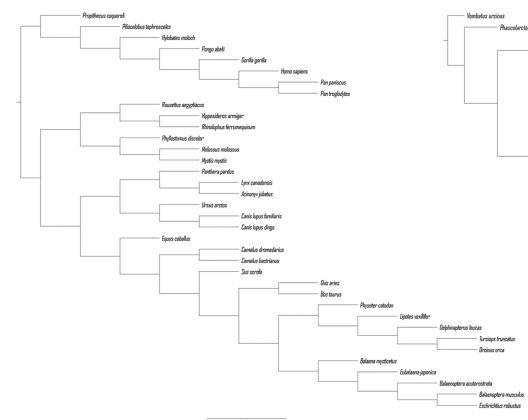 Propithecus coquereli
Vombatus ursinus
Piliocolobus tephrosceles
Phascolarcto
Hylobates moloch
Pongo abelii
Gorilla gorilla
Homo sapiens
Pan paniscus
Pan troglodytes
Rousettus aegyptiacus
Hipposideros armiger
Rhinolophus ferrumequinum
Phyllostomus discolor
Molossus molossus
Myotis myotis
Panthera pardus
Lynx canadensis
Acinonyx jubatus
Ursus arctos
Canis lupus familiaris
Canis lupus dingo
Equus caballus
Camelus dromedarius
Camelus bactrianus
Sus scrofa
Ovis aries
Bos taurus
Physeter catodon
Lipotes vexillifer
Delphinapterus leucas
Tursiops truncatus
Orcinus orca
Balaena mysticetus
Eubalaena japonica
Balaenoptera acutorostrata
Balaenoptera musculus
Eschrichtius robustus